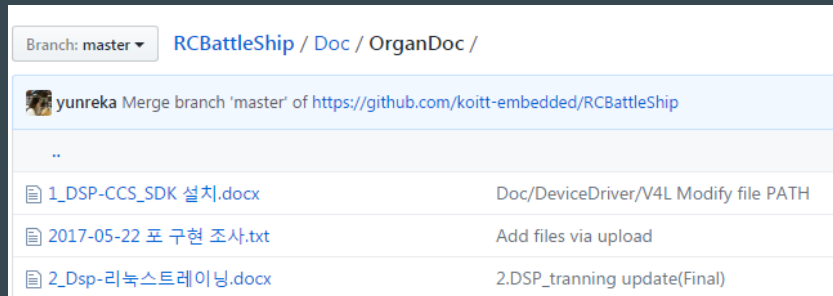 Branch: master RCBattleShip / Doc / OrganDoc /
yunreka Merge branch 'master' of https://github.com/koitt-embedded/RCBattleShip
..
1_DSP-CCS_SDK 설치.docx Doc/DeviceDriver/V4L Modify file PATH
2017-05-22 포 구현 조사.txt Add files via upload
2_Dsp-리눅스트레이닝.docx 2.DSP_tranning update(Final)